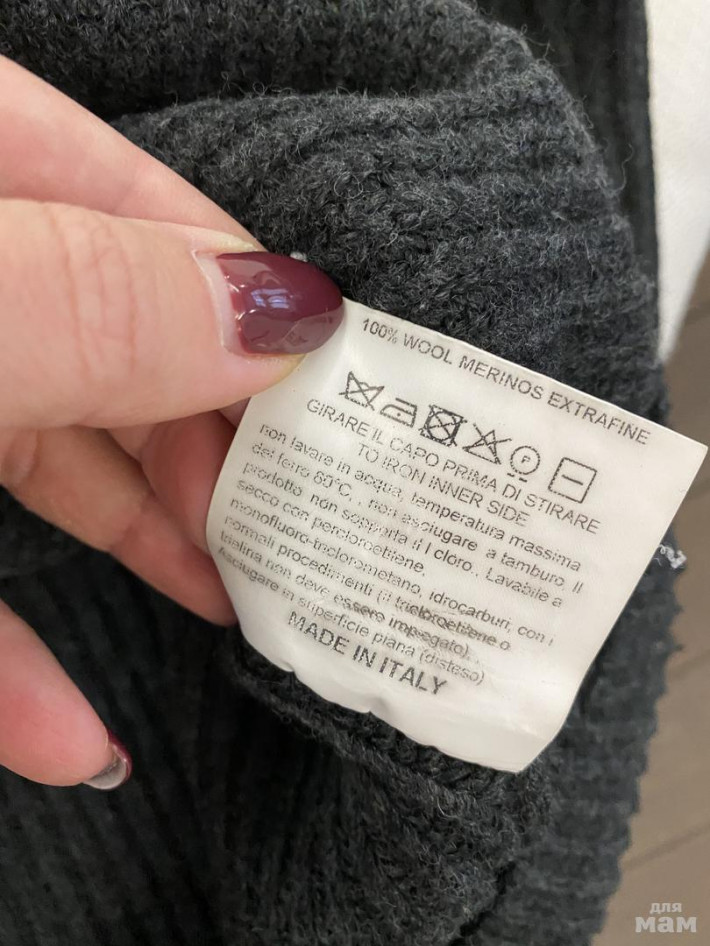 100% WOOL MERINOS EXTRAFINE
P
GIRARE IL CAPO PRIMA DI STIRARE
TO IRON INNER SIDE
non lavare in acqua, temperatura massima
del ferro 80°C, , non asciugare a tamburo, Il
prodotto non sopporta il cloro,. Lavabile a
secco con percloroetilene.
monofluoro-triclorometano, idrocarburi, con i
normali procedimenti (il tricloroetilene o
trialina non deve essero impiegato).
Asciugare in superficie piana (disteso)
MADE IN ITALY
для
мам